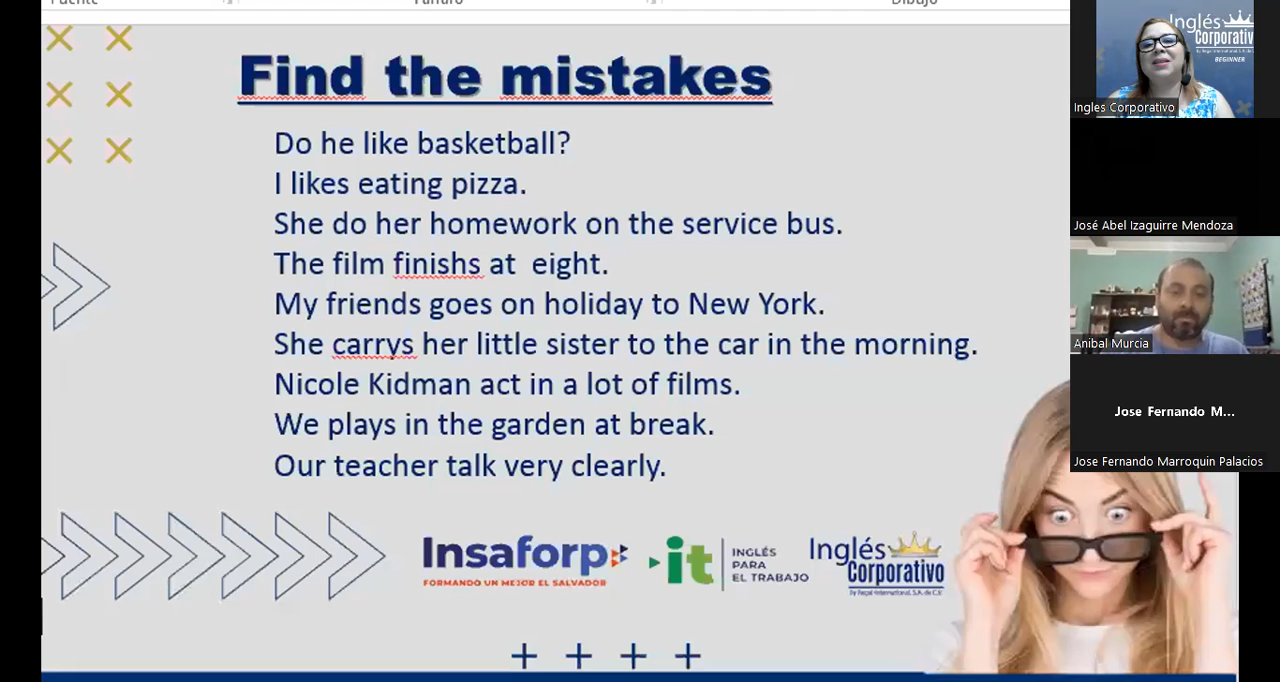 Fuente
Párrafo
Dibujo
Find the mistakes
Do he like basketball?
I likes eating pizza.
She do her homework on the service bus.
The film finishs at eight.
My friends goes on holiday to New York.
She carrys her little sister to the car in the morning.
Nicole Kidman act in a lot of films.
We plays in the garden at break.
Our teacher talk very clearly.
Insaforp
FORMANDO UN MEJOR EL SALVADOR
it
INGLÉS
PARA
EL TRABAJO
Inglés
Corporativo
By Regal International, S.A. de C.V.
Inglés
Corporativo
BEGINNER
Ingles Corporativo
José Abel Izaguirre Mendoza
Anibal Murcia
Jose Fernando M...
Jose Fernando Marroquin Palacios